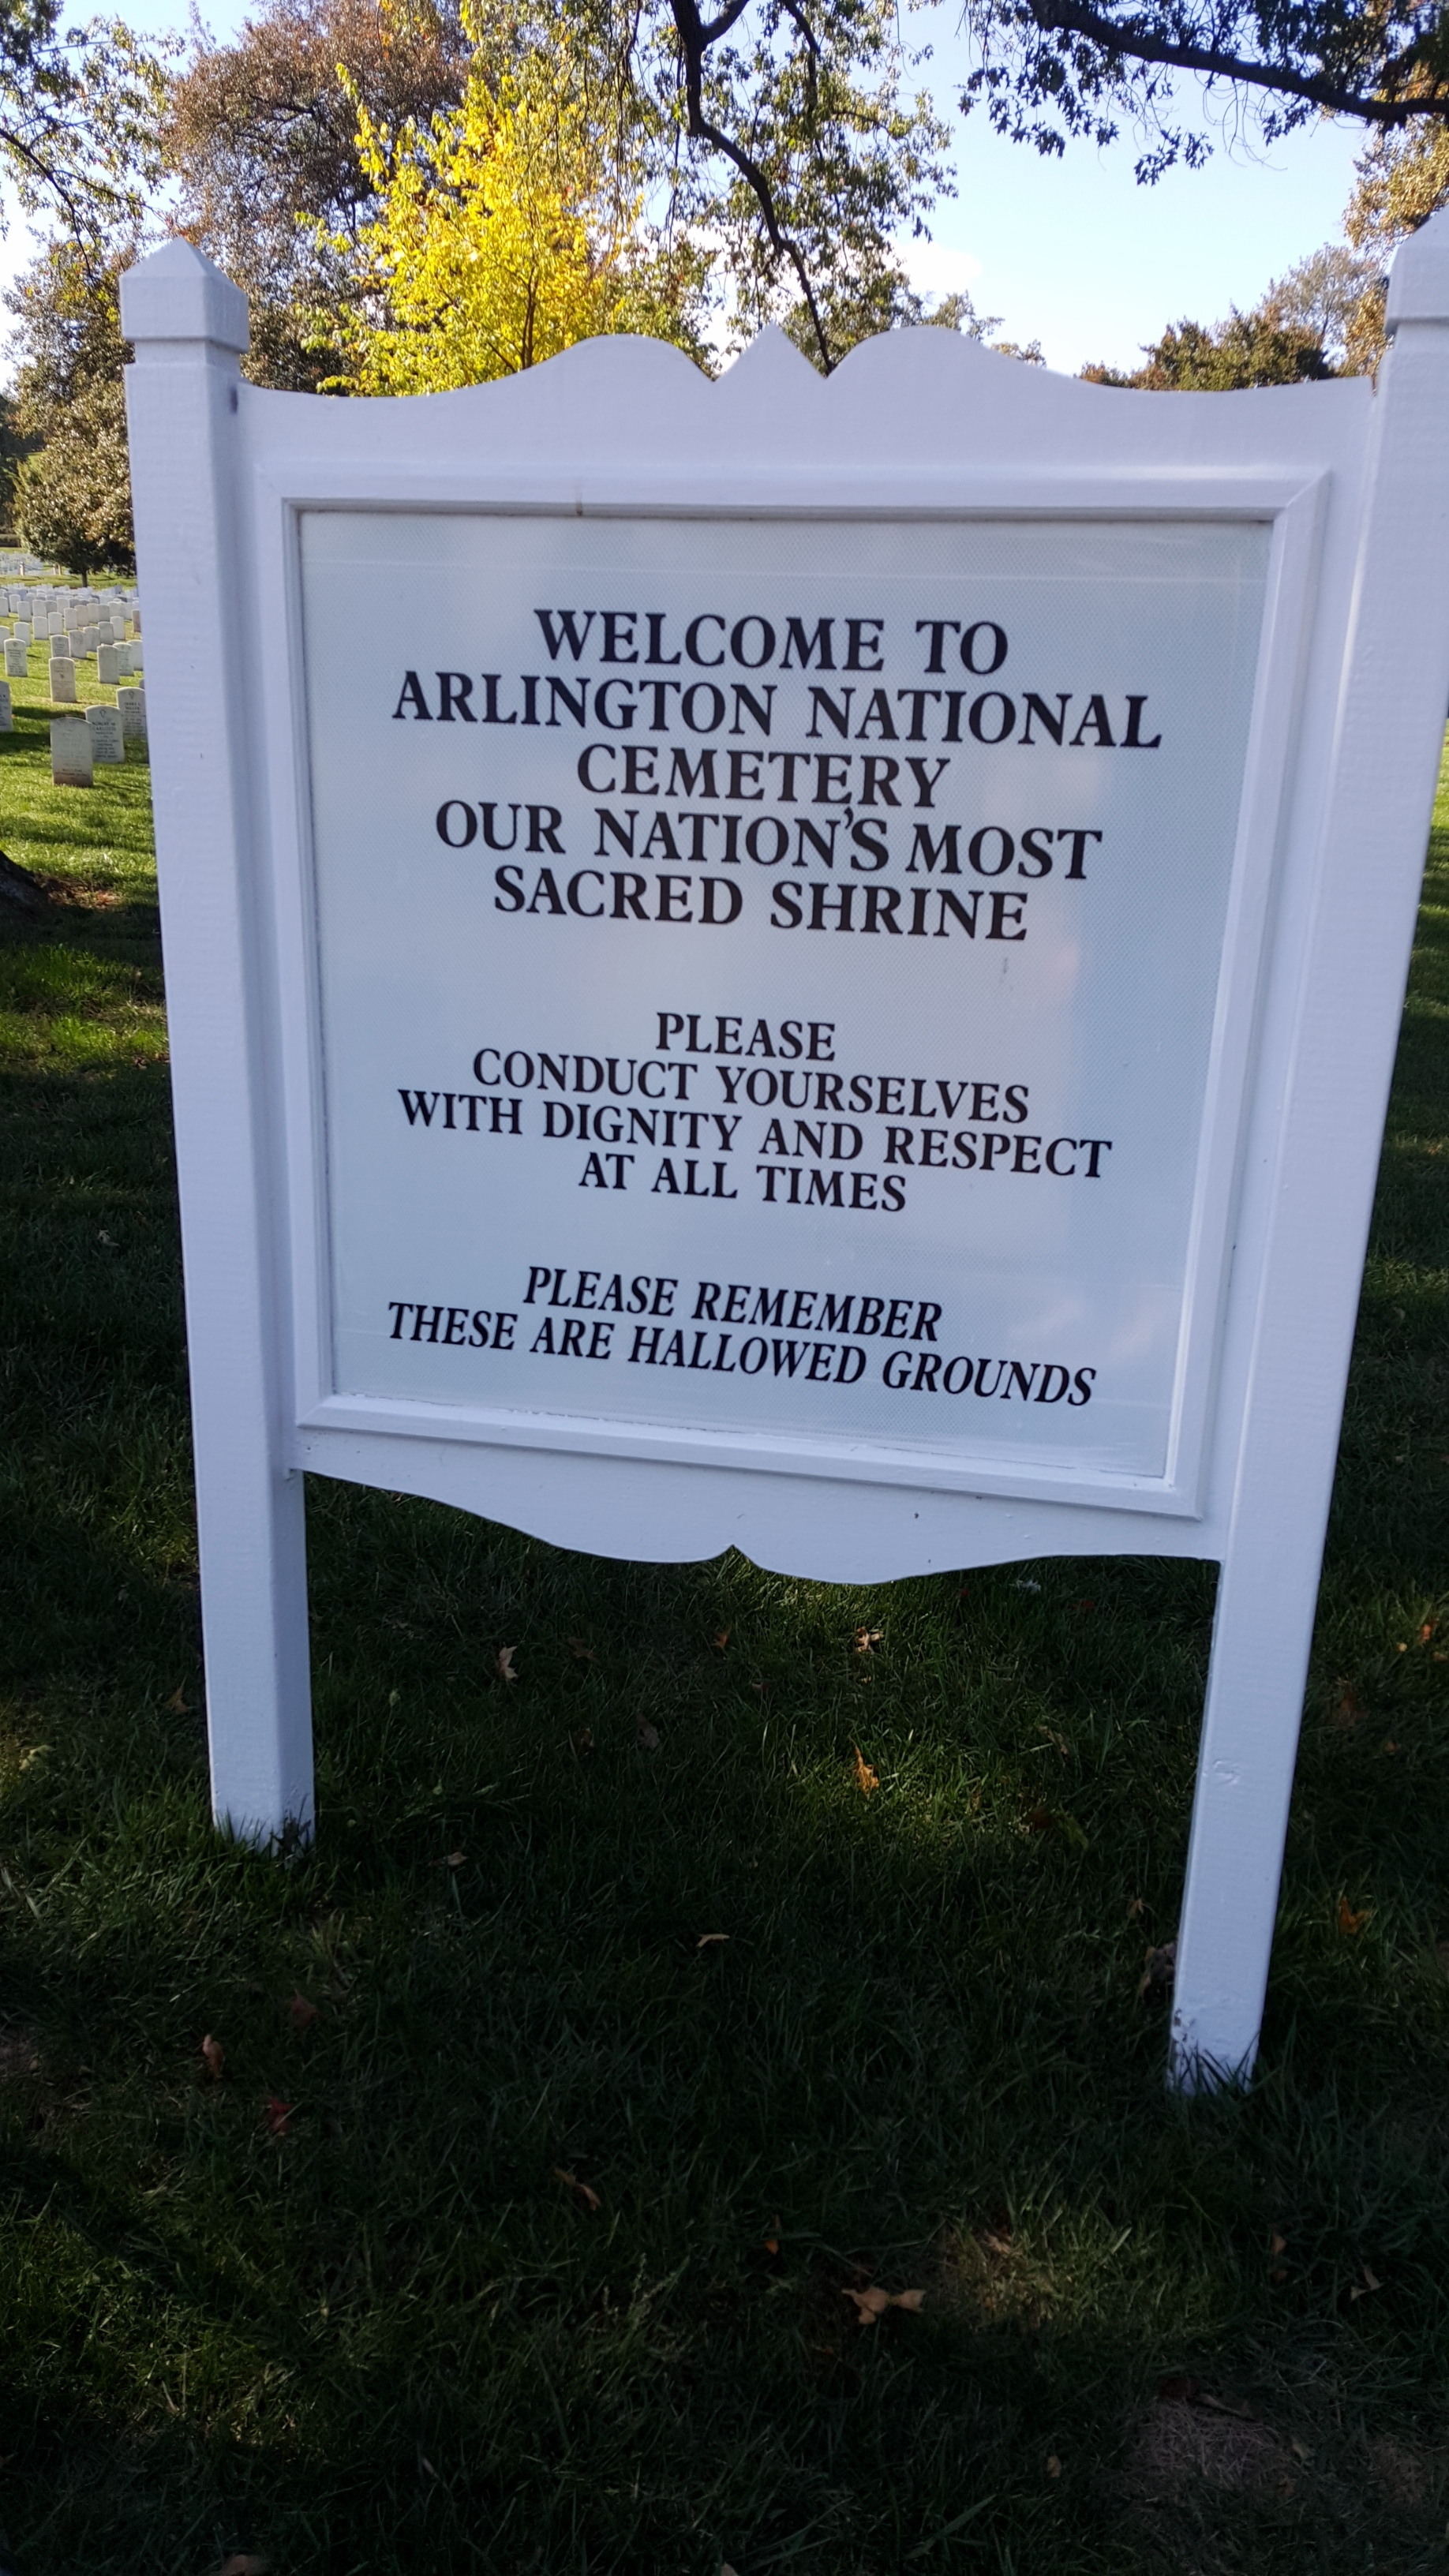 WELCOME TO
ARLINGTON NATIONAL
CEMETERY
OUR NATION'S MOST
SACRED SHRINE
PLEASE
CONDUCT YOURSELVES
WITH DIGNITY AND RESPECT
AT ALL TIMES
PLEASE REMEMBER
THESE ARE HALLOWED GROUNDS